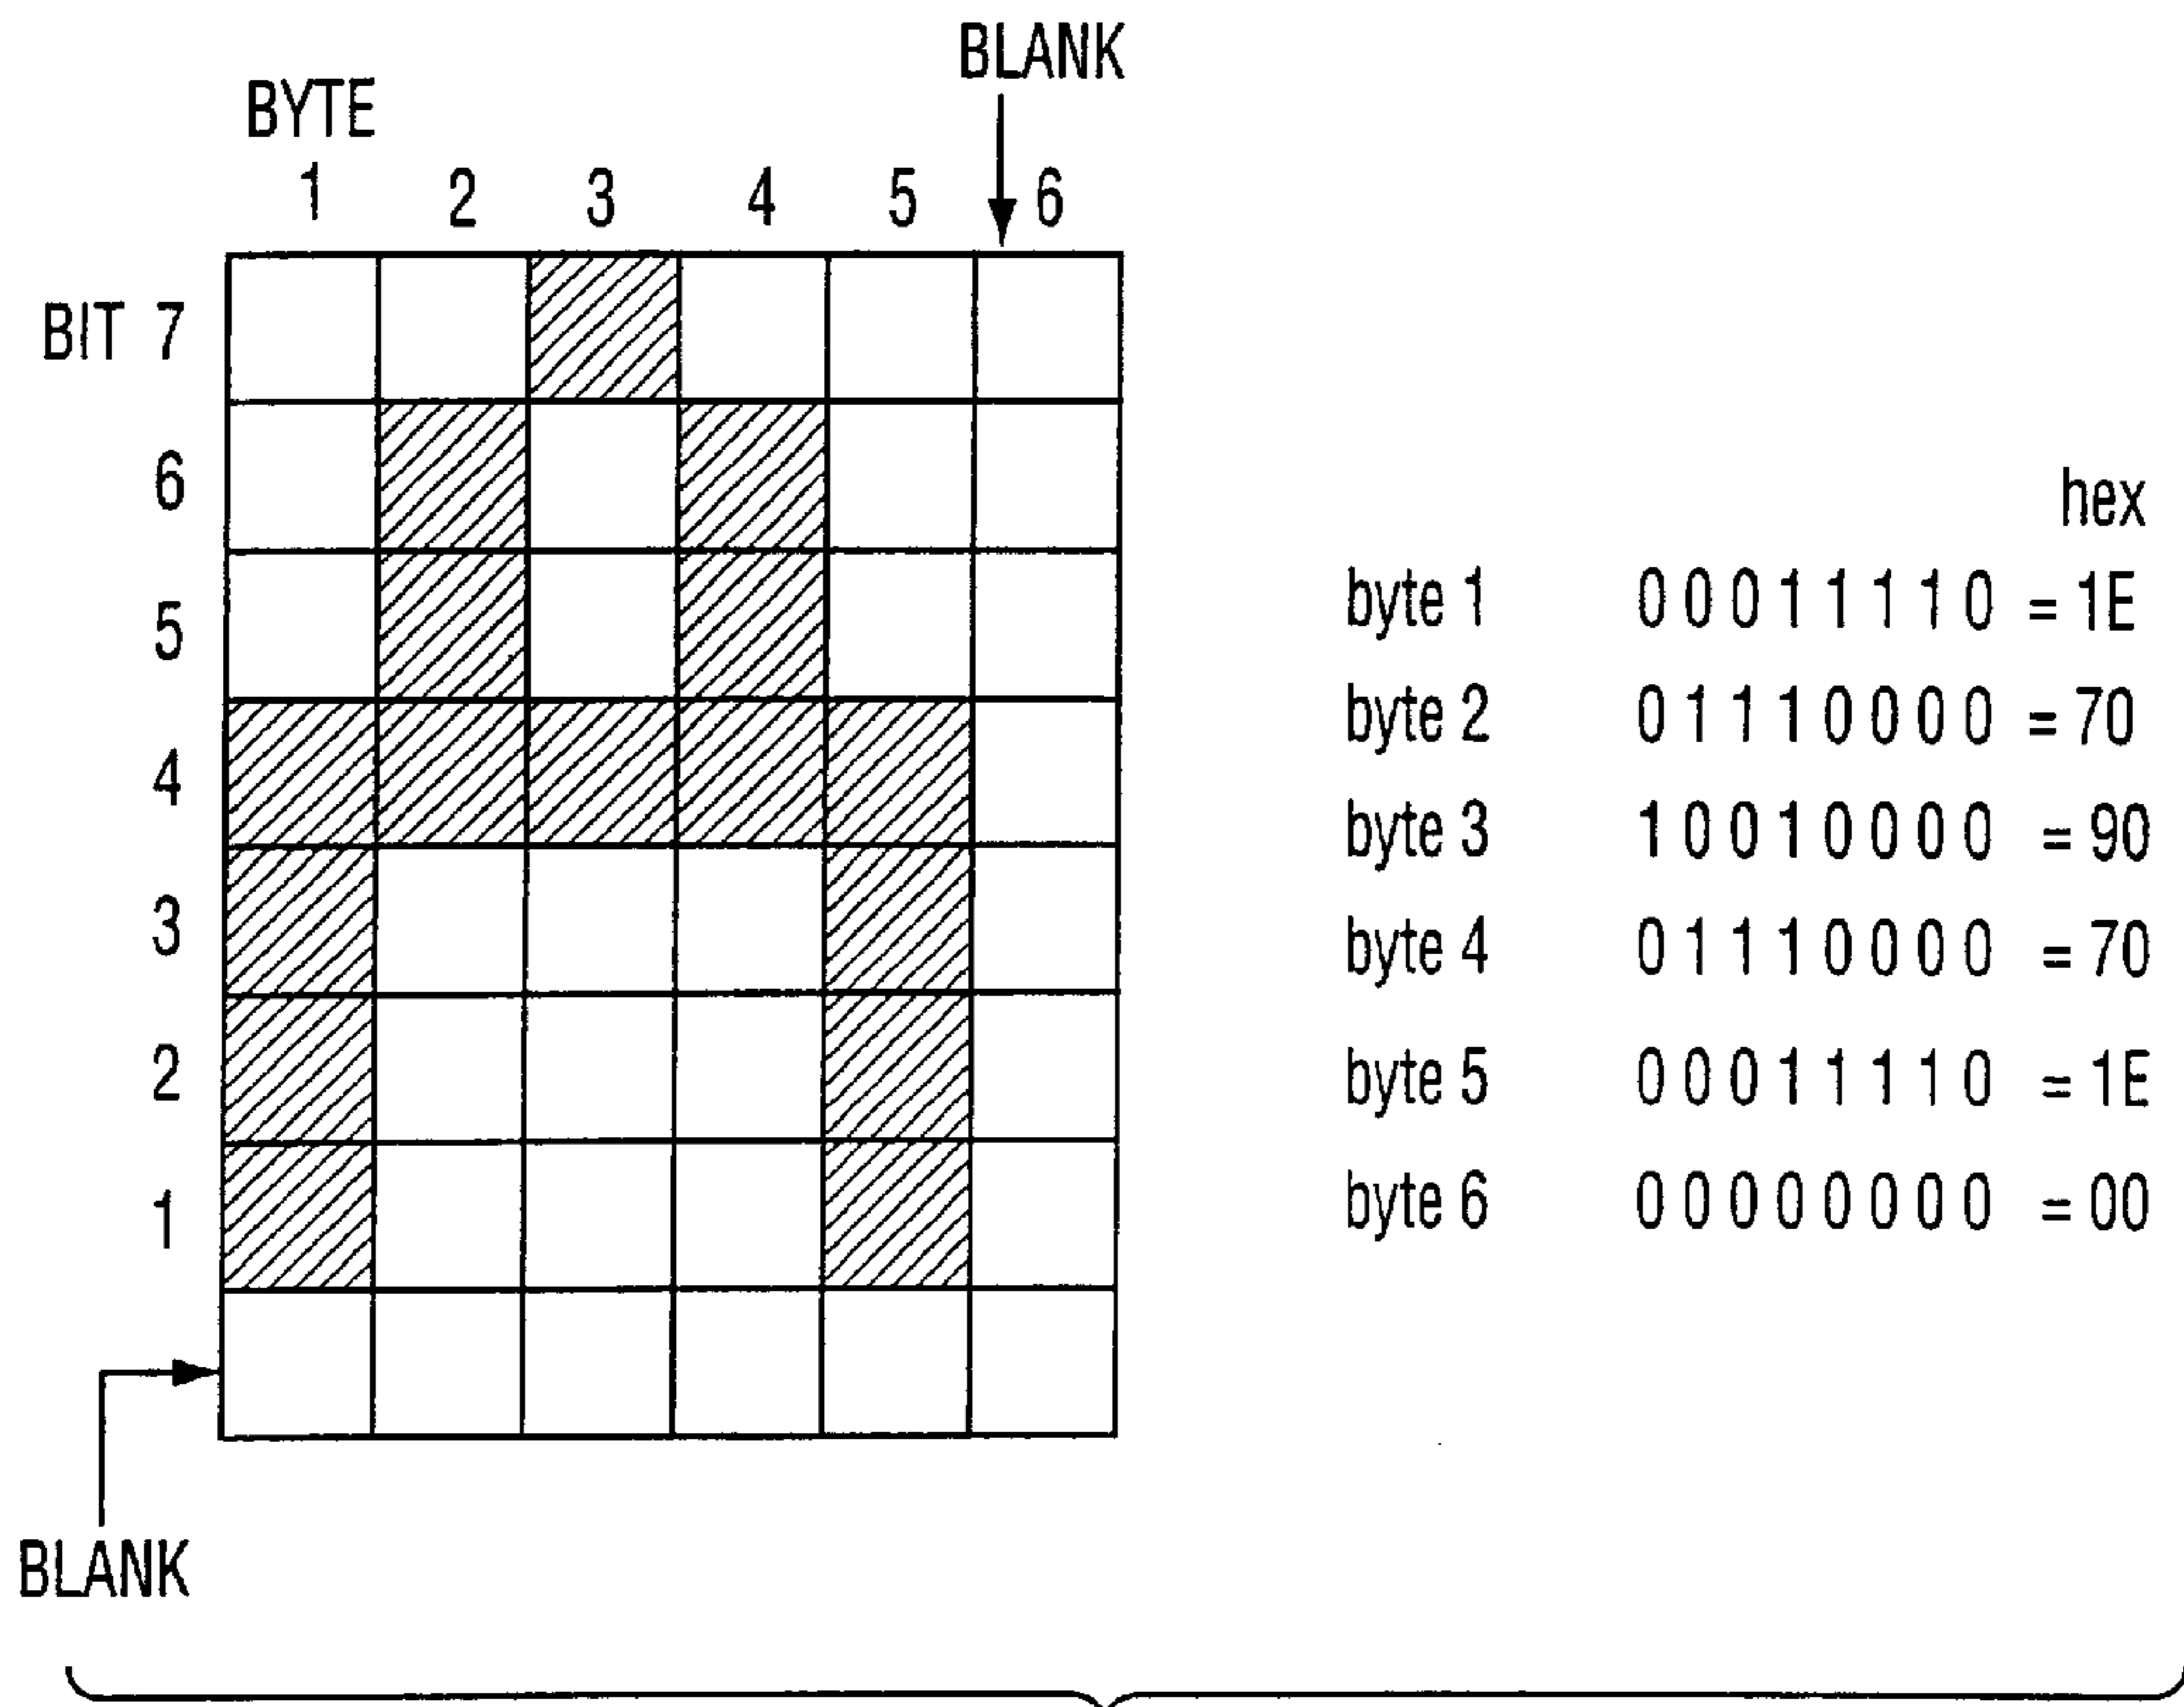 BLANK
BYTE
1 2 3 4 5 6
BIT 7
6
5
4
3
2
1
BLANK
hex
byte 1 0 0 0 1 1 1 1 0 = 1E
byte 2 0 1 1 1 0 0 0 0 = 70
byte 3 1 0 0 1 0 0 0 0 = 90
byte 4 0 1 1 1 0 0 0 0 = 70
byte 5 0 0 0 1 1 1 1 0 = 1E
byte 6 0 0 0 0 0 0 0 0 = 00